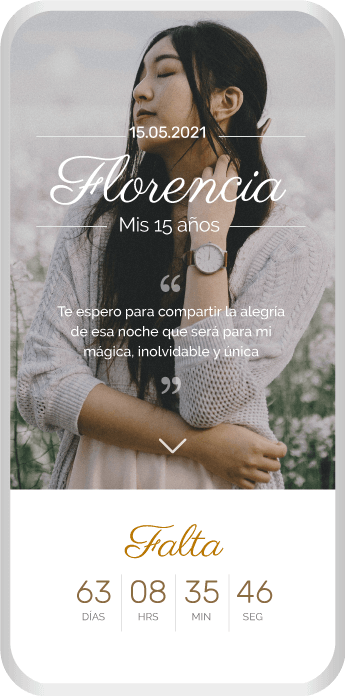 15.05.2021
Florencia
Mis 15 años
“
Te espero para compartir la alegria
de esa noche que será para mi
mágica, inolvidable y única
”
Falta
63 08 35 46
DÍAS HRS MIN SEG